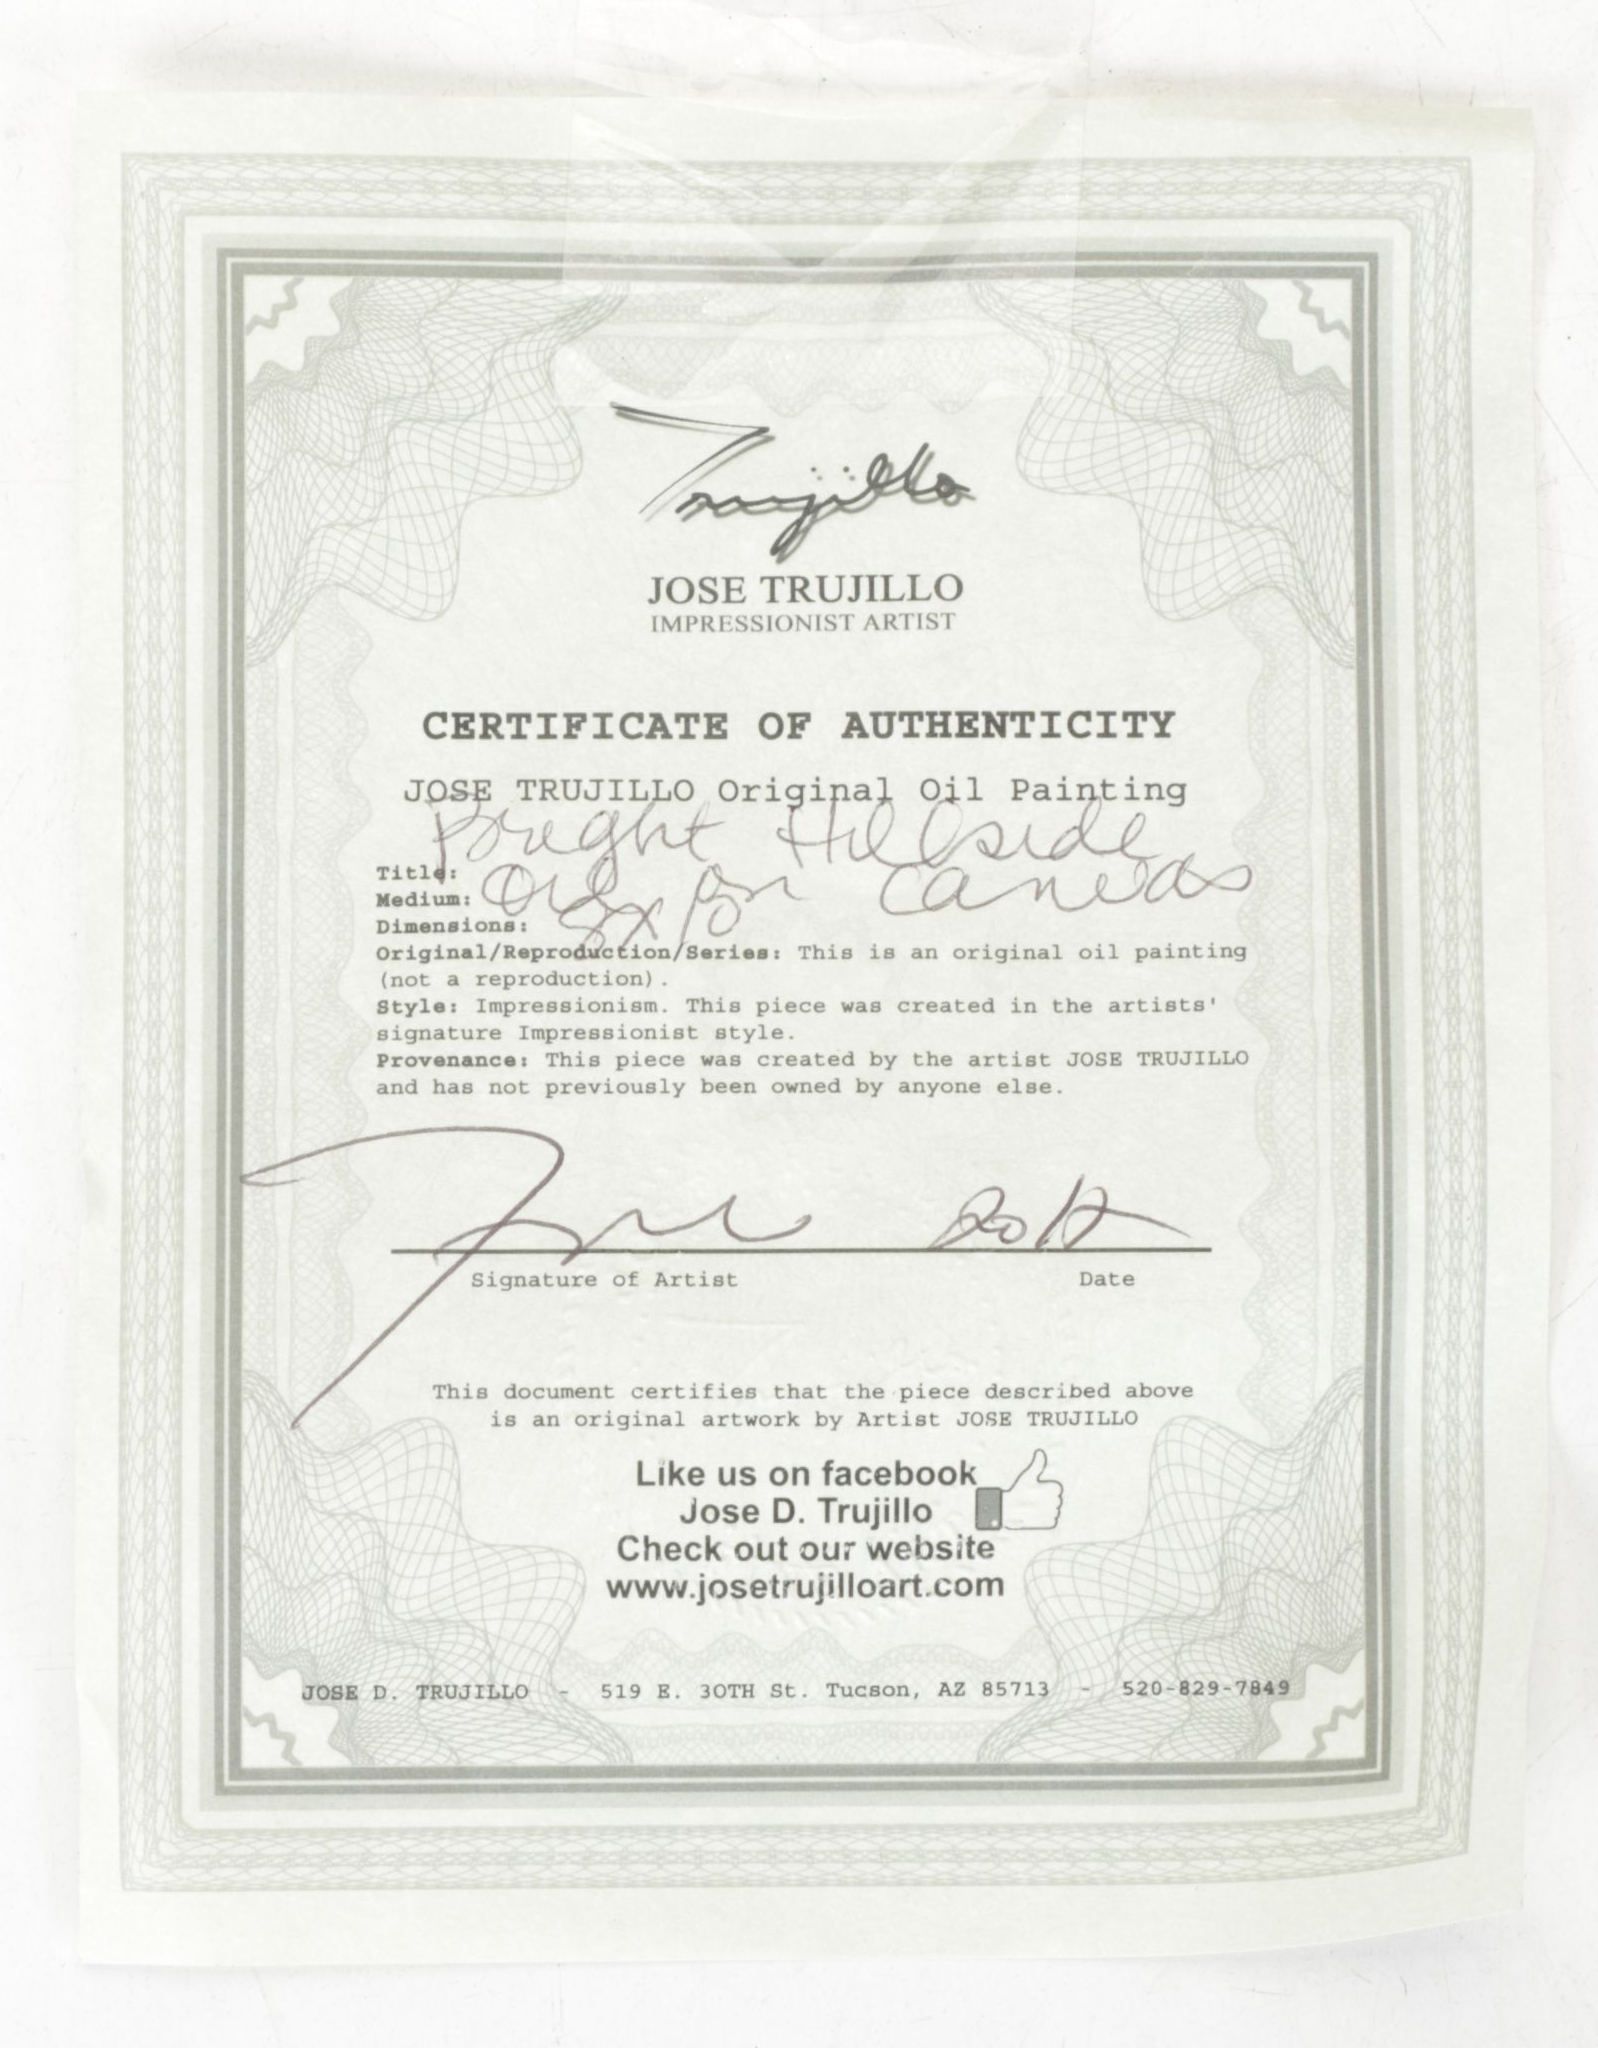 Trujillo
JOSE TRUJILLO
IMPRESSIONIST ARTIST
CERTIFICATE OF AUTHENTICITY
JOSE TRUJILLO Original Oil Painting
Title: Bright Hillside
Medium: Oil on Canvas
Dimensions: 8x
Original/Reproduction/Series: This is an original oil painting
(not a reproduction).
Style: Impressionism. This piece was created in the artists'
signature Impressionist style.
Provenance: This piece was created by the artist JOSE TRUJILLO
and has not previously been owned by anyone else.
Signature of Artist Date
This document certifies that the piece described above
is an original artwork by Artist JOSE TRUJILLO
Like us on facebook
Jose D. Trujillo
Check out our website
www.josetrujilloart.com
JOSE D. TRUJILLO - 519 E. 30TH St. Tucson, AZ 85713 - 520-829-7849